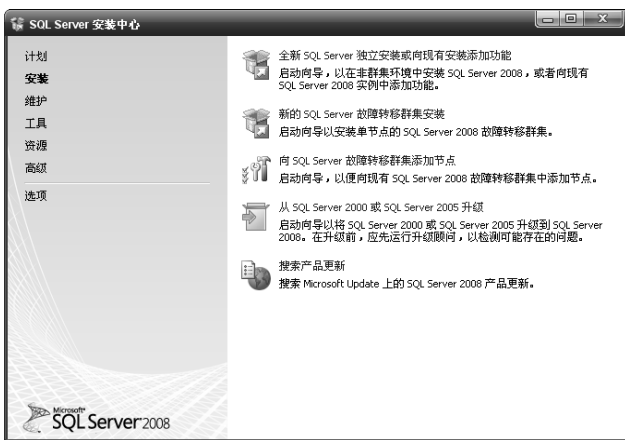 SQL Server 安装中心
计划
安装
维护
工具
资源
高级
选项
全新 SQL Server 独立安装或向现有安装添加功能
启动向导，以在非群集环境中安装 SQL Server 2008，或者向现有
SQL Server 2008 实例中添加功能。
新的 SQL Server 故障转移群集安装
启动向导以安装单节点的 SQL Server 2008 故障转移群集。
向 SQL Server 故障转移群集添加节点
启动向导，以便向现有 SQL Server 2008 故障转移群集中添加节点。
从 SQL Server 2000 或 SQL Server 2005 升级
启动向导以将 SQL Server 2000 或 SQL Server 2005 升级到 SQL Server
2008。在升级前，应先运行升级顾问，以检测可能存在的问题。
搜索产品更新
搜索 Microsoft Update 上的 SQL Server 2008 产品更新。
Microsoft
SQL Server 2008